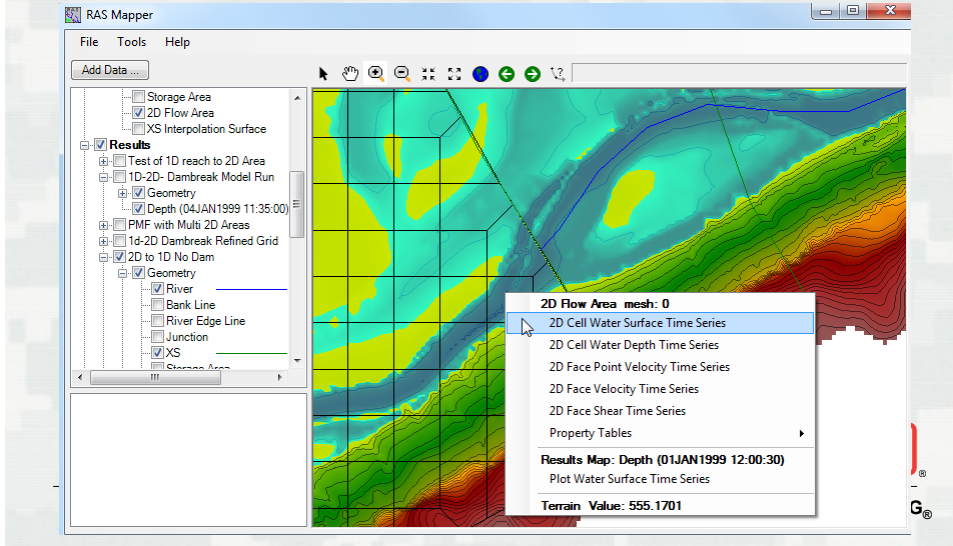 RAS Mapper
File Tools Help
Add Data ...
Storage Area
2D Flow Area
XS Interpolation Surface
Results
Test of 1D reach to 2D Area
1D-2D- Dambreak Model Run
Geometry
Depth (04JAN1999 11:35:00)
PMF with Multi 2D Areas
1d-2D Dambreak Refined Grid
2D to 1D No Dam
Geometry
River
Bank Line
River Edge Line
Junction
XS
Storage Area
2D Flow Area mesh: 0
2D Cell Water Surface Time Series
2D Cell Water Depth Time Series
2D Face Point Velocity Time Series
2D Face Velocity Time Series
2D Face Shear Time Series
Property Tables
Results Map: Depth (01JAN1999 12:00:30)
Plot Water Surface Time Series
Terrain Value: 555.1701
®
G®